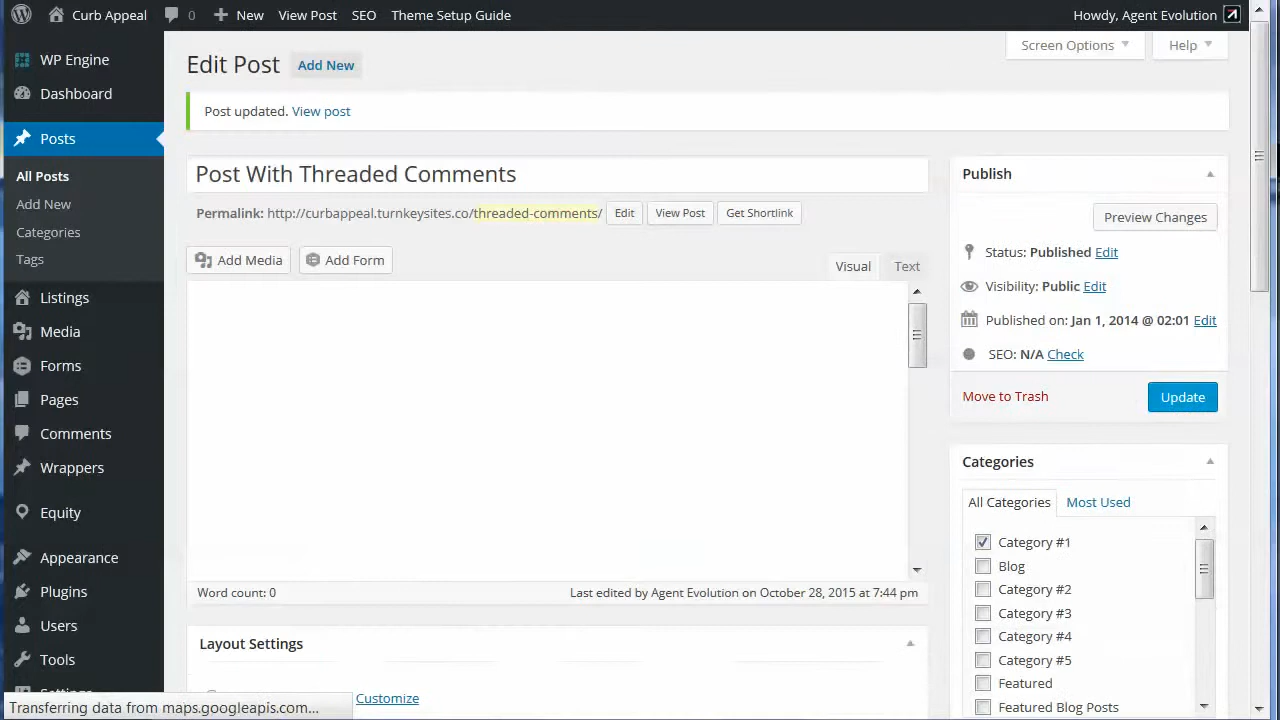 Curb Appeal 0 New View Post SEO Theme Setup Guide Howdy, Agent Evolution
WP Engine
Dashboard
Posts
All Posts
Add New
Categories
Tags
Listings
Media
Forms
Pages
Comments
Wrappers
Equity
Appearance
Plugins
Users
Tools
Screen Options Help
Edit Post Add New
Post updated. View post
Post With Threaded Comments
Permalink: http://curbappeal.turnkeysites.co/threaded-comments/ Edit View Post Get Shortlink
Add Media Add Form Visual Text
Word count: 0 Last edited by Agent Evolution on October 28, 2015 at 7:44 pm
Layout Settings
Customize
Publish
Preview Changes
Status: Published Edit
Visibility: Public Edit
Published on: Jan 1, 2014 @ 02:01 Edit
SEO: N/A Check
Move to Trash Update
Categories
All Categories Most Used
Category #1
Blog
Category #2
Category #3
Category #4
Category #5
Featured
Featured Blog Posts
Transferring data from maps.googleapis.com...